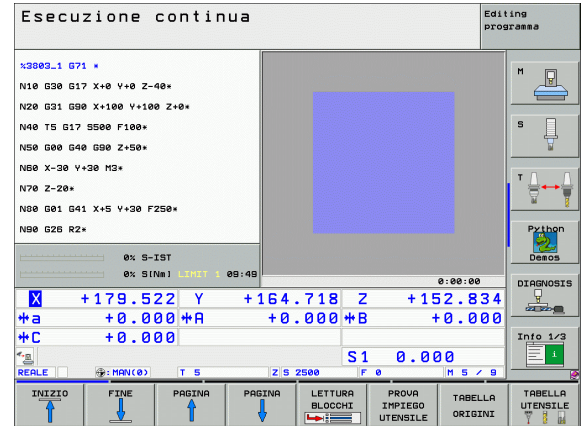 Esecuzione continua
Editing
programma
%3803_1 G71 *
N10 G30 G17 X+0 Y+0 Z-40*
N20 G31 G90 X+100 Y+100 Z+0*
N40 T5 G17 S500 F100*
N50 G00 G40 G90 Z+50*
N60 X-30 Y+30 M3*
N70 Z-20*
N80 G01 G41 X+5 Y+30 F250*
N90 G26 R2*
0% S-IST
0% S[Nm] LIMIT 1 09:49
0:00:00
X +179.522 Y +164.718 Z +152.834
a +0.000 A +0.000 B +0.000
C +0.000
S1 0.000
REALE MAN(0) T 5 Z S 2500 F 0 M 5 / 9
M
S
T
Python
Demos
DIAGNOSIS
Info 1/3
INIZIO
FINE
PAGINA
PAGINA
LETTURA
BLOCCHI
PROVA
IMPIEGO
UTENSILE
TABELLA
ORIGINI
TABELLA
UTENSILE